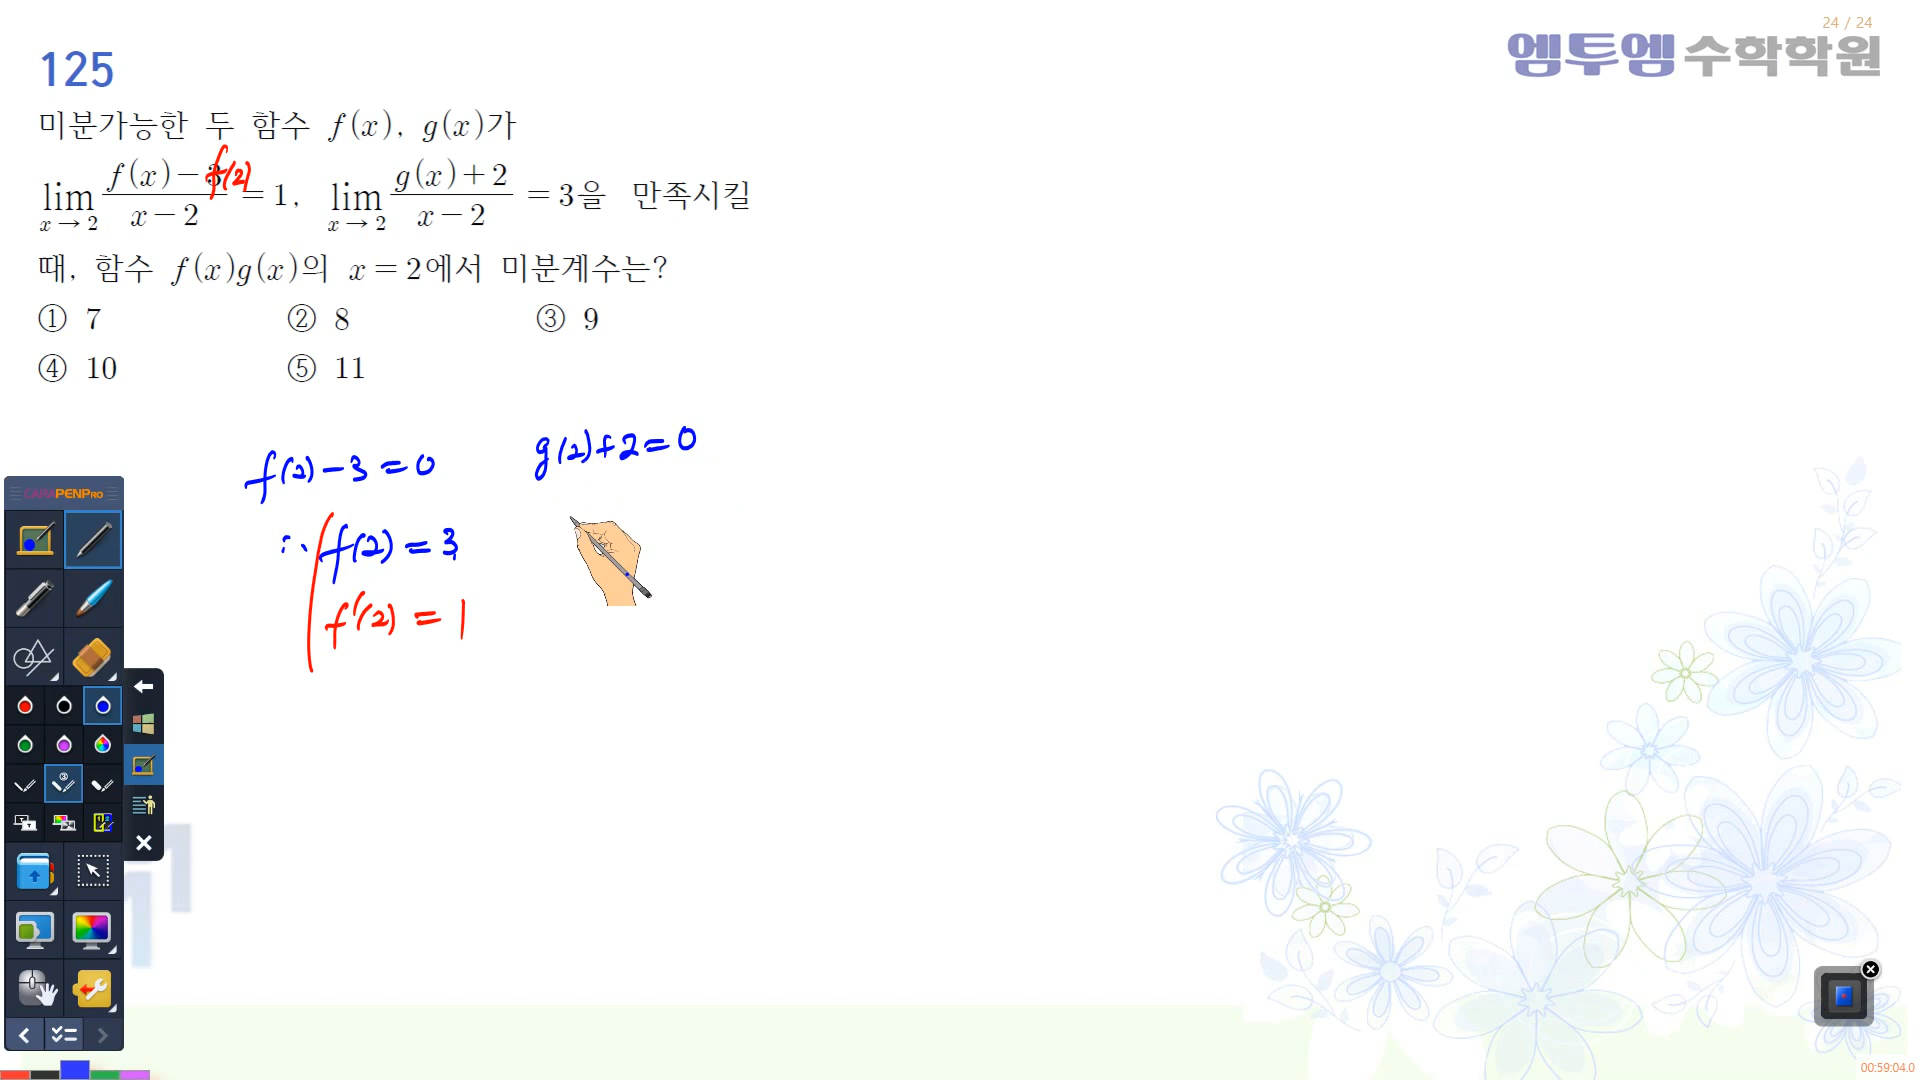 24 / 24
엠투엠 수학학원
125
미분가능한 두 함수 f(x), g(x)가
lim_{x→2} (f(x)−3)/(x−2) = 1, lim_{x→2} (g(x)+2)/(x−2) = 3을 만족시킬
f(2)
때, 함수 f(x)g(x)의 x=2에서 미분계수는?
① 7 ② 8 ③ 9
④ 10 ⑤ 11
f(2)−3=0 g(2)+2=0
∴ f(2)=3
f′(2)=1
CARAPENPRO
00:59:04.0